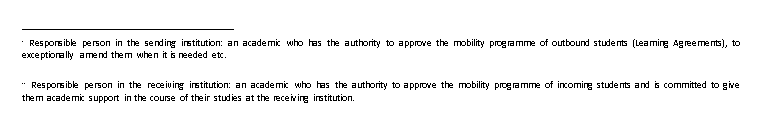 * Responsible person in the sending institution: an academic who has the authority to approve the mobility programme of outbound students (Learning Agreements), to
exceptionally amend them when it is needed etc.
** Responsible person in the receiving institution: an academic who has the authority to approve the mobility programme of incoming students and is committed to give
them academic support in the course of their studies at the receiving institution.